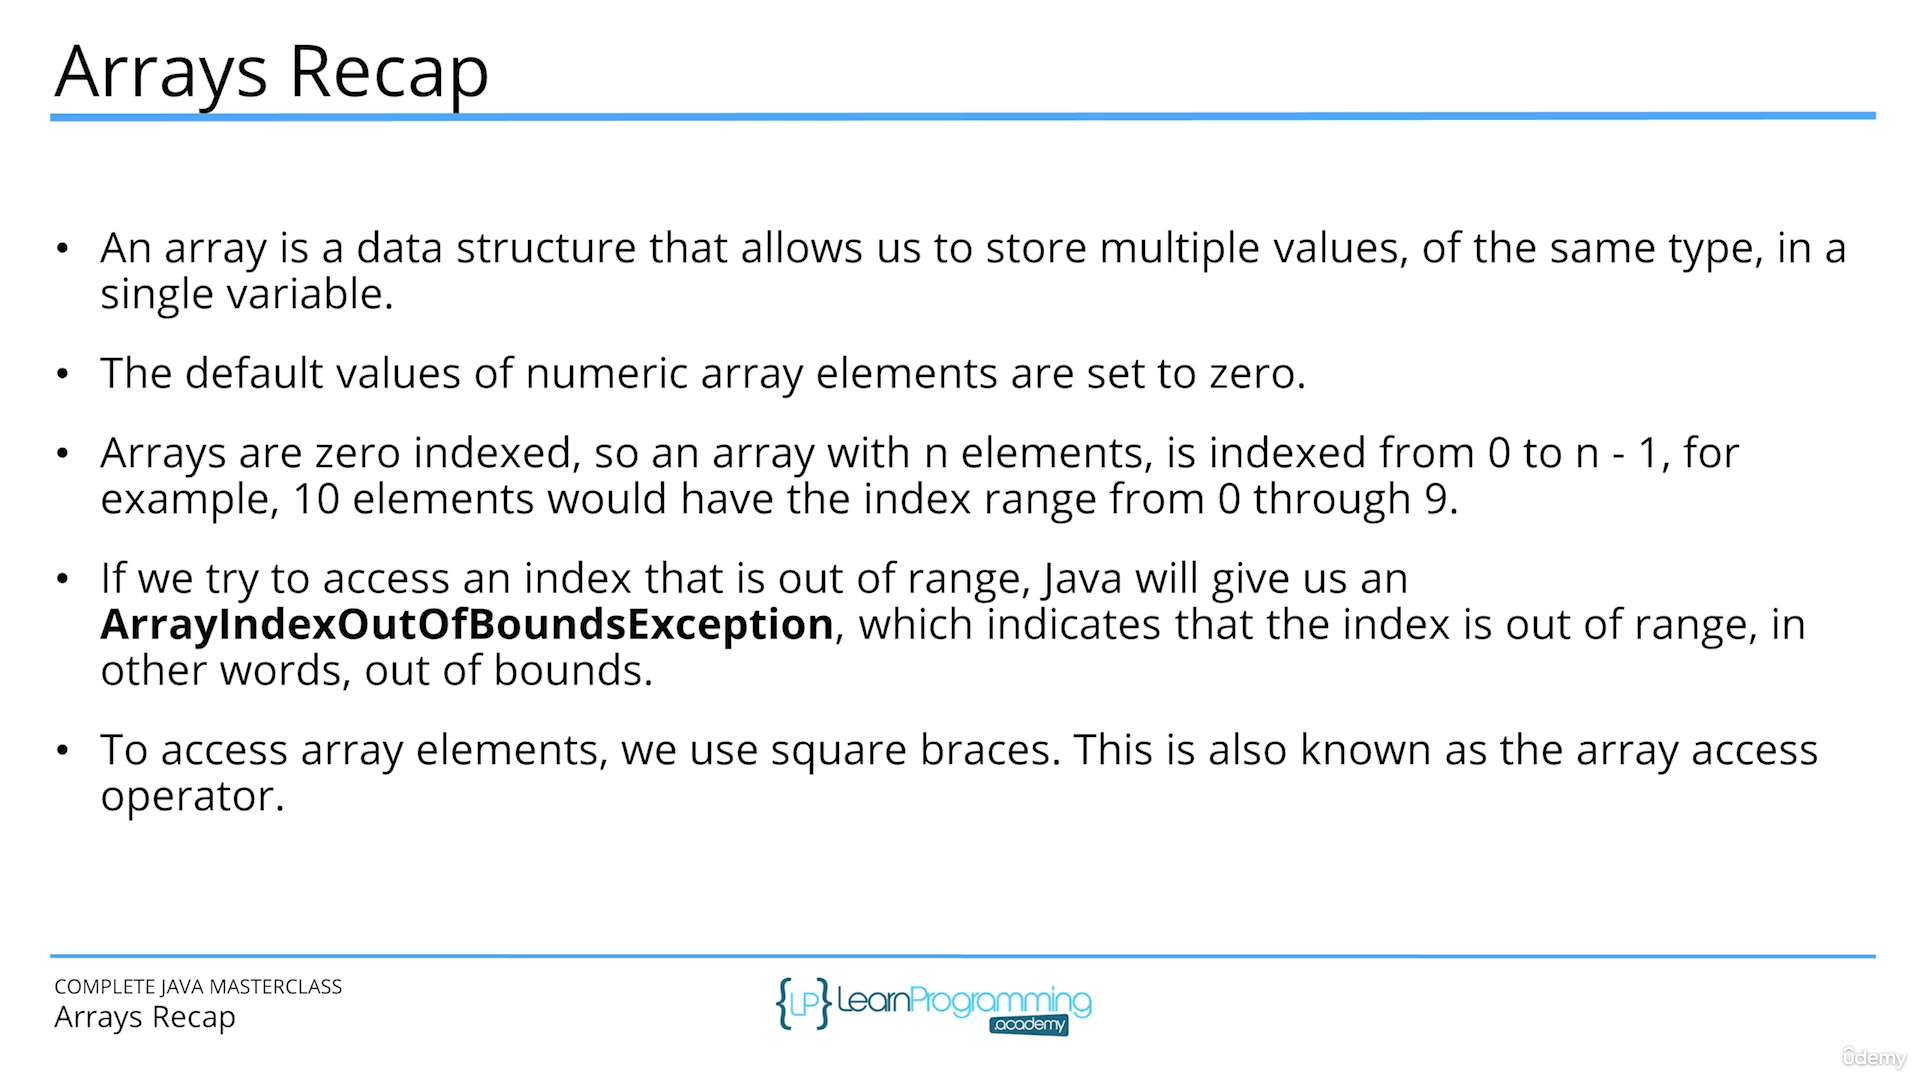 Arrays Recap
• An array is a data structure that allows us to store multiple values, of the same type, in a
single variable.
• The default values of numeric array elements are set to zero.
• Arrays are zero indexed, so an array with n elements, is indexed from 0 to n - 1, for
example, 10 elements would have the index range from 0 through 9.
• If we try to access an index that is out of range, Java will give us an
ArrayIndexOutOfBoundsException, which indicates that the index is out of range, in
other words, out of bounds.
• To access array elements, we use square braces. This is also known as the array access
operator.
COMPLETE JAVA MASTERCLASS
Arrays Recap
{LP} LearnProgramming
.academy
ûdemy